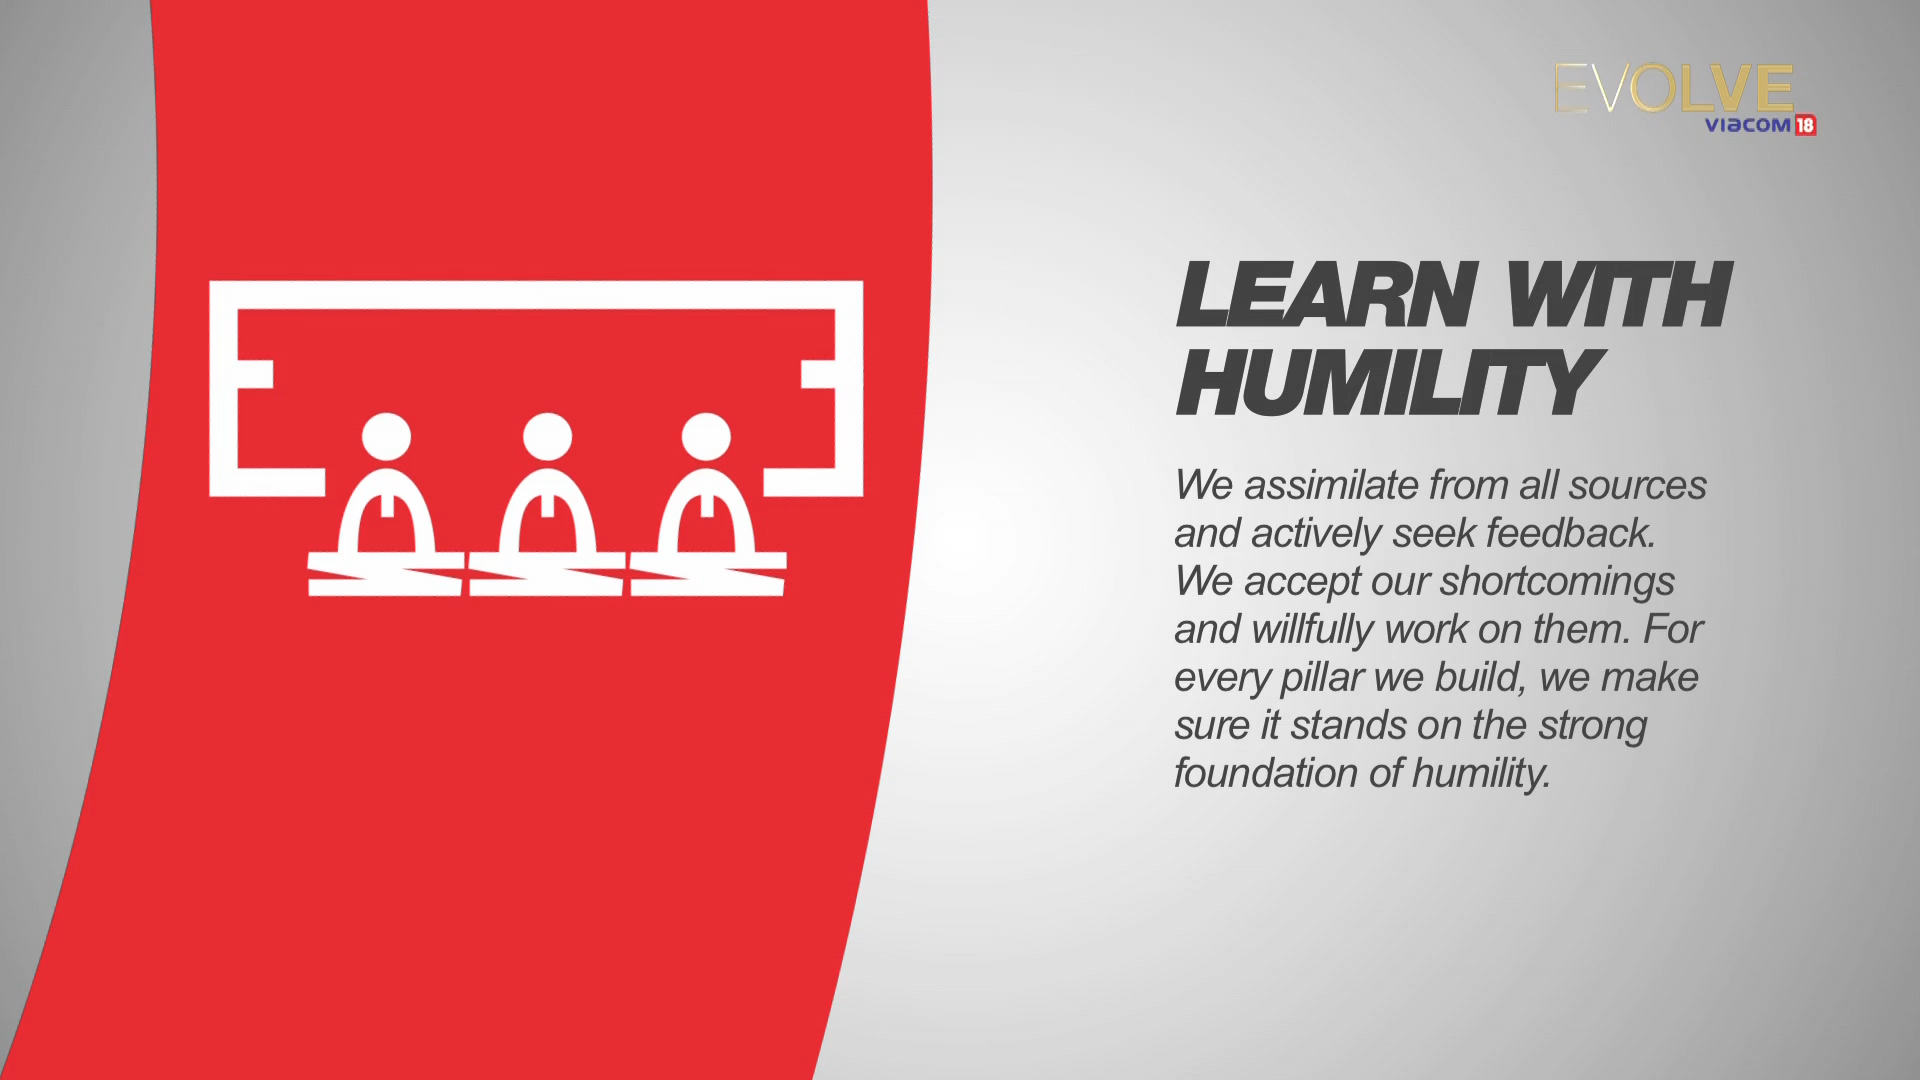 EVOLVE
VIACOM18
LEARN WITH
HUMILITY
We assimilate from all sources
and actively seek feedback.
We accept our shortcomings
and willfully work on them. For
every pillar we build, we make
sure it stands on the strong
foundation of humility.